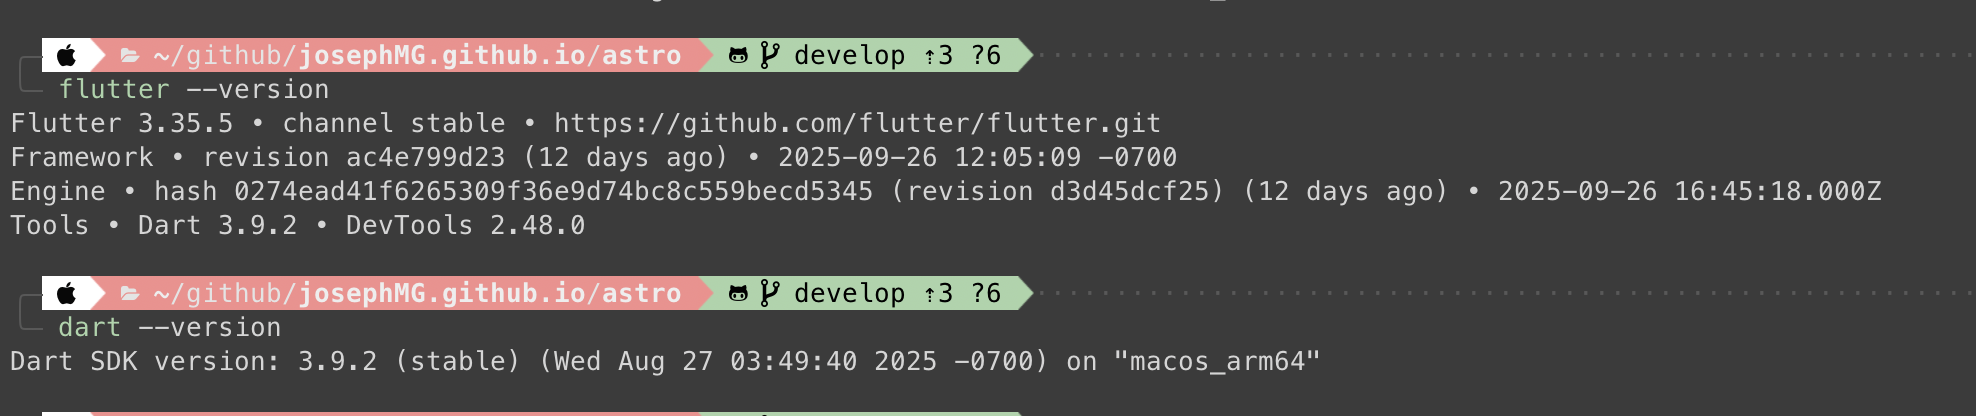 ~/github/josephMG.github.io/astro develop ⇡3 ?6
flutter --version
Flutter 3.35.5 • channel stable • https://github.com/flutter/flutter.git
Framework • revision ac4e799d23 (12 days ago) • 2025-09-26 12:05:09 -0700
Engine • hash 0274ead41f6265309f36e9d74bc8c559becd5345 (revision d3d45dcf25) (12 days ago) • 2025-09-26 16:45:18.000Z
Tools • Dart 3.9.2 • DevTools 2.48.0
~/github/josephMG.github.io/astro develop ⇡3 ?6
dart --version
Dart SDK version: 3.9.2 (stable) (Wed Aug 27 03:49:40 2025 -0700) on "macos_arm64"